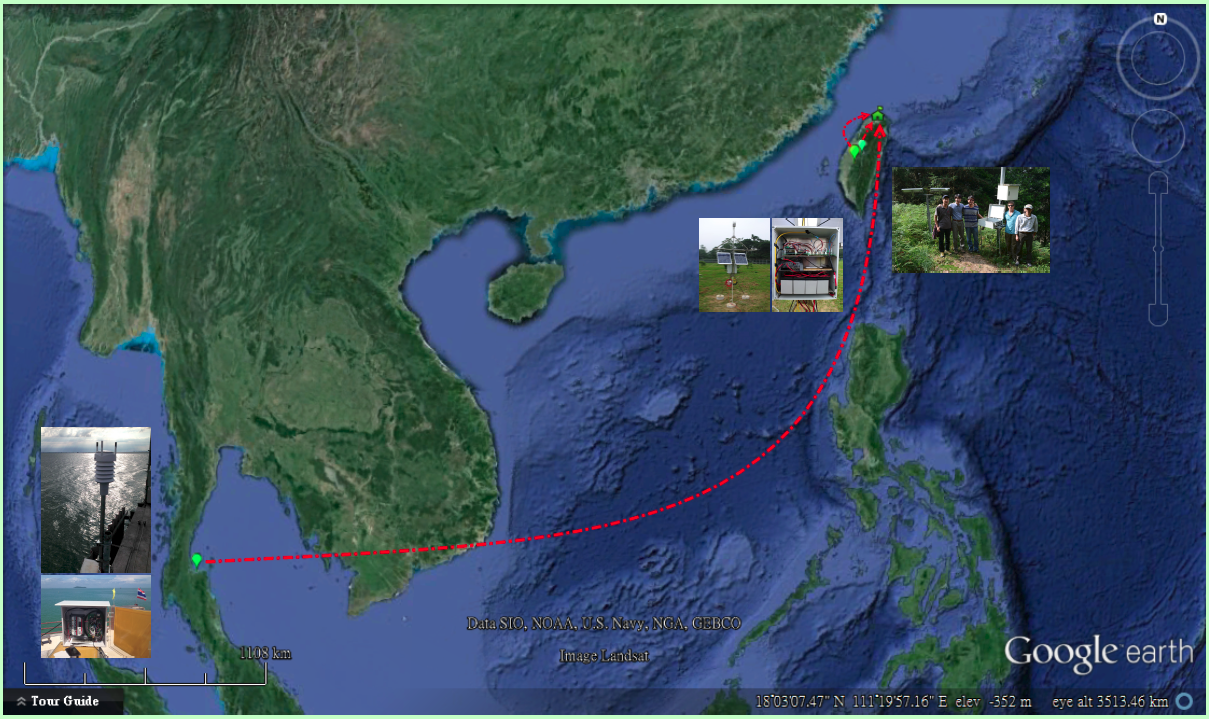 N
Data SIO, NOAA, U.S. Navy, NGA, GEBCO
Image Landsat
1108 km
Google earth
Tour Guide
18°03'07.47" N 111°19'57.16" E elev -352 m eye alt 3513.46 km